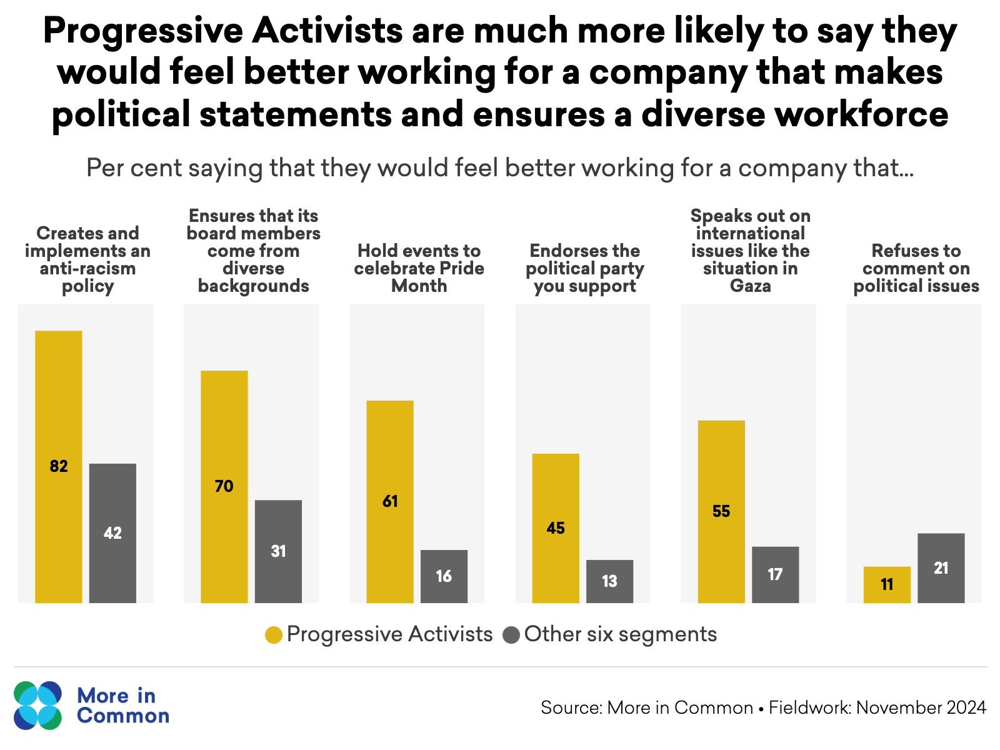 Progressive Activists are much more likely to say they
would feel better working for a company that makes
political statements and ensures a diverse workforce
Per cent saying that they would feel better working for a company that...
Creates and
implements an
anti-racism
policy
Ensures that its
board members
come from
diverse
backgrounds
Hold events to
celebrate Pride
Month
Endorses the
political party
you support
Speaks out on
international
issues like the
situation in
Gaza
Refuses to
comment on
political issues
82
42
70
31
61
16
45
13
55
17
11
21
Progressive Activists
Other six segments
More in
Common
Source: More in Common • Fieldwork: November 2024